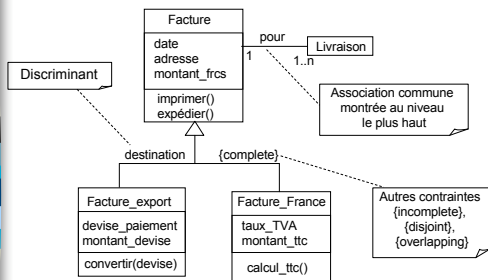 Facture
date
adresse
montant_frcs
imprimer()
expédier()
pour
1
1..n
Livraison
Discriminant
Association commune
montrée au niveau
le plus haut
destination
{complete}
Facture_export
devise_paiement
montant_devise
convertir(devise)
Facture_France
taux_TVA
montant_ttc
calcul_ttc()
Autres contraintes
{incomplete},
{disjoint},
{overlapping}